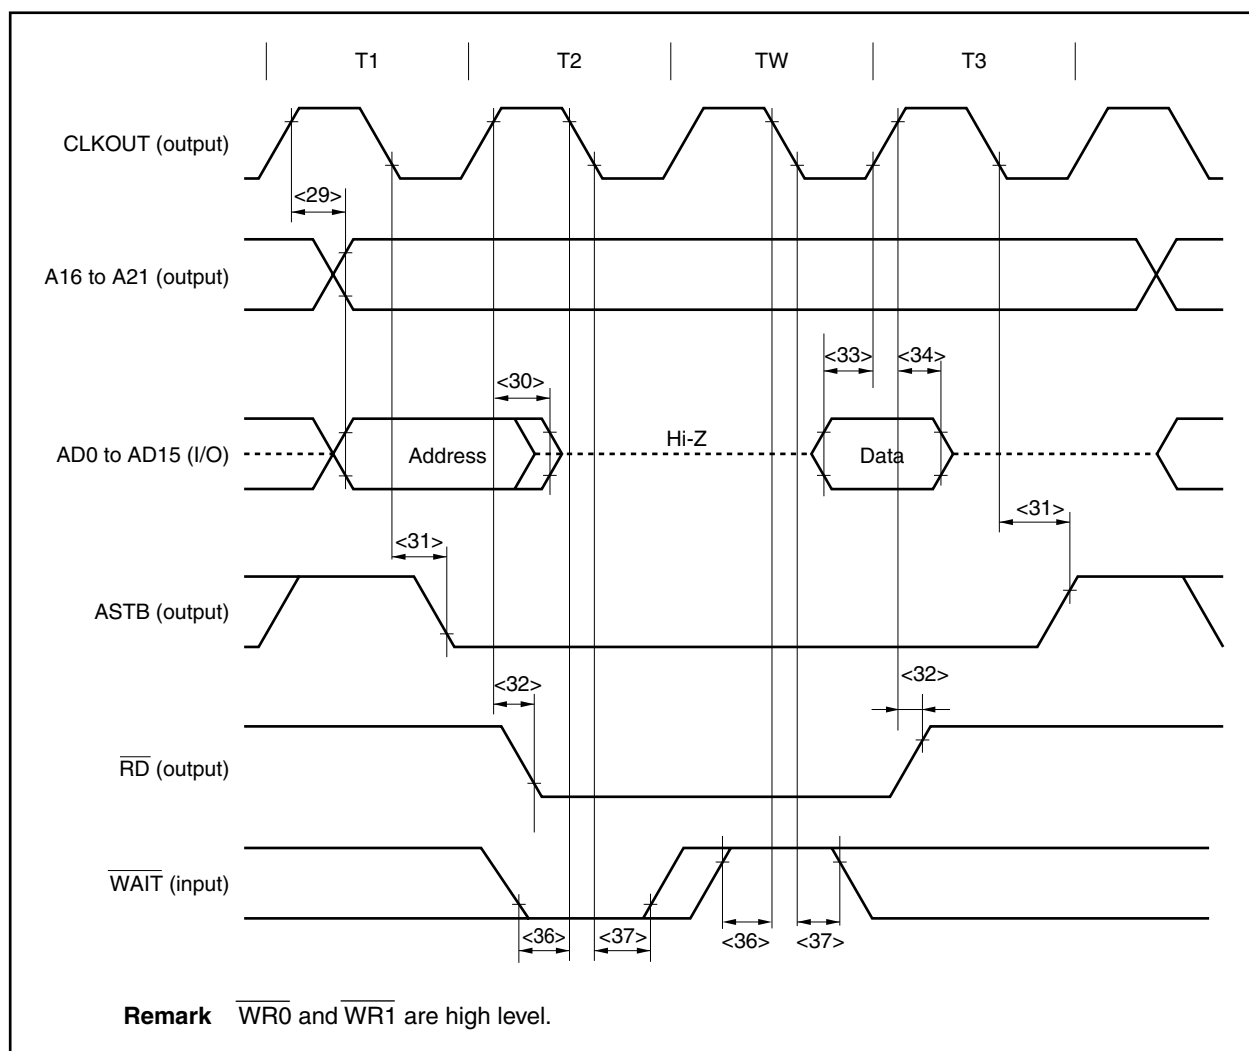 T1 T2 TW T3
CLKOUT (output)
<29>
A16 to A21 (output)
<33> <34>
<30>
AD0 to AD15 (I/O) Address Hi-Z Data
<31>
<31>
ASTB (output)
<32>
<32>
RD (output)
WAIT (input)
<36> <37> <36> <37>
Remark WR0 and WR1 are high level.